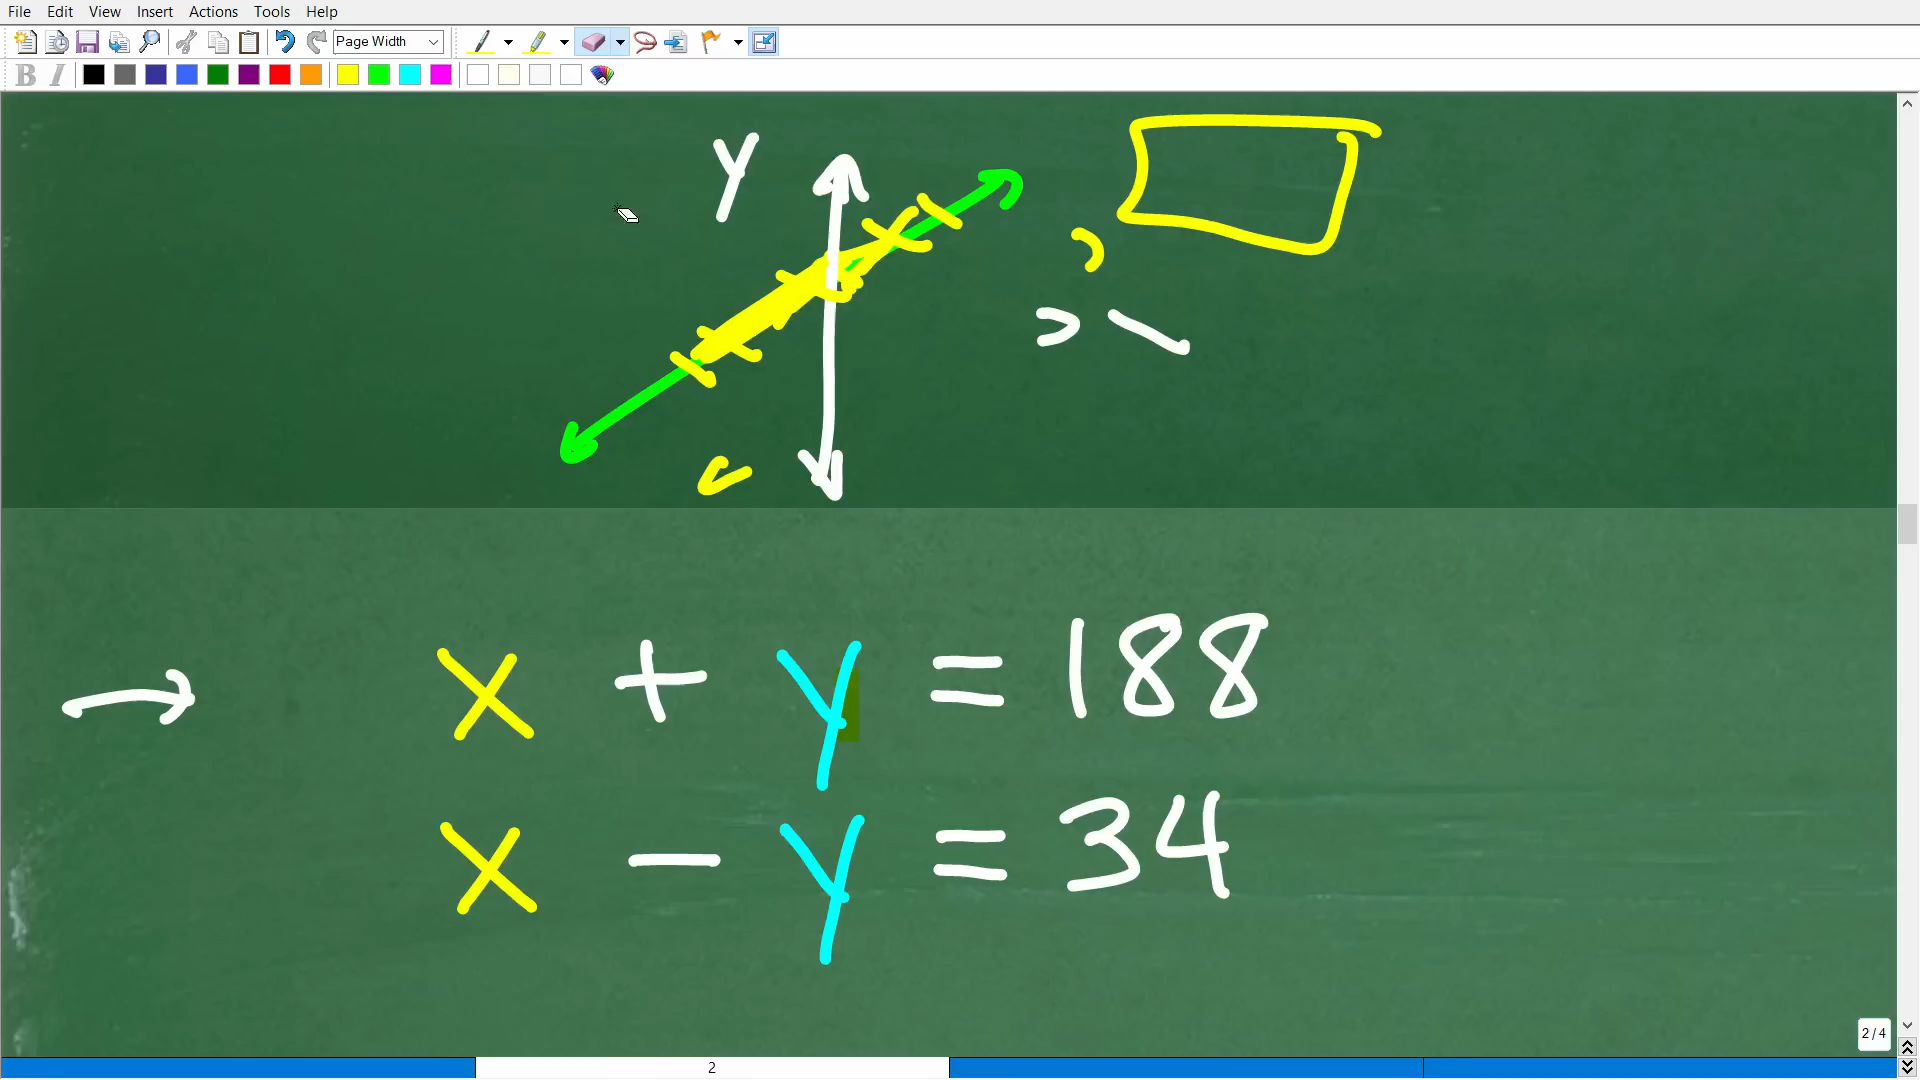 File Edit View Insert Actions Tools Help
Page Width
B I
y
x + y = 188
x - y = 34
2 / 4
2